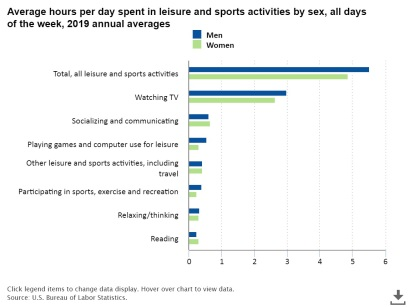 Average hours per day spent in leisure and sports activities by sex, all days
of the week, 2019 annual averages
Men
Women
Total, all leisure and sports activities
Watching TV
Socializing and communicating
Playing games and computer use for leisure
Other leisure and sports activities, including
travel
Participating in sports, exercise and recreation
Relaxing/thinking
Reading
0 1 2 3 4 5 6
Click legend items to change data display. Hover over chart to view data.
Source: U.S. Bureau of Labor Statistics.